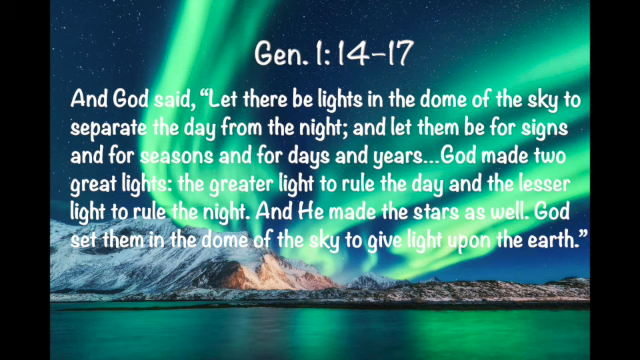 Gen. 1:14-17
And God said, “Let there be lights in the dome of the sky to
separate the day from the night; and let them be for signs
and for seasons and for days and years...God made two
great lights: the greater light to rule the day and the lesser
light to rule the night. And He made the stars as well. God
set them in the dome of the sky to give light upon the earth.”